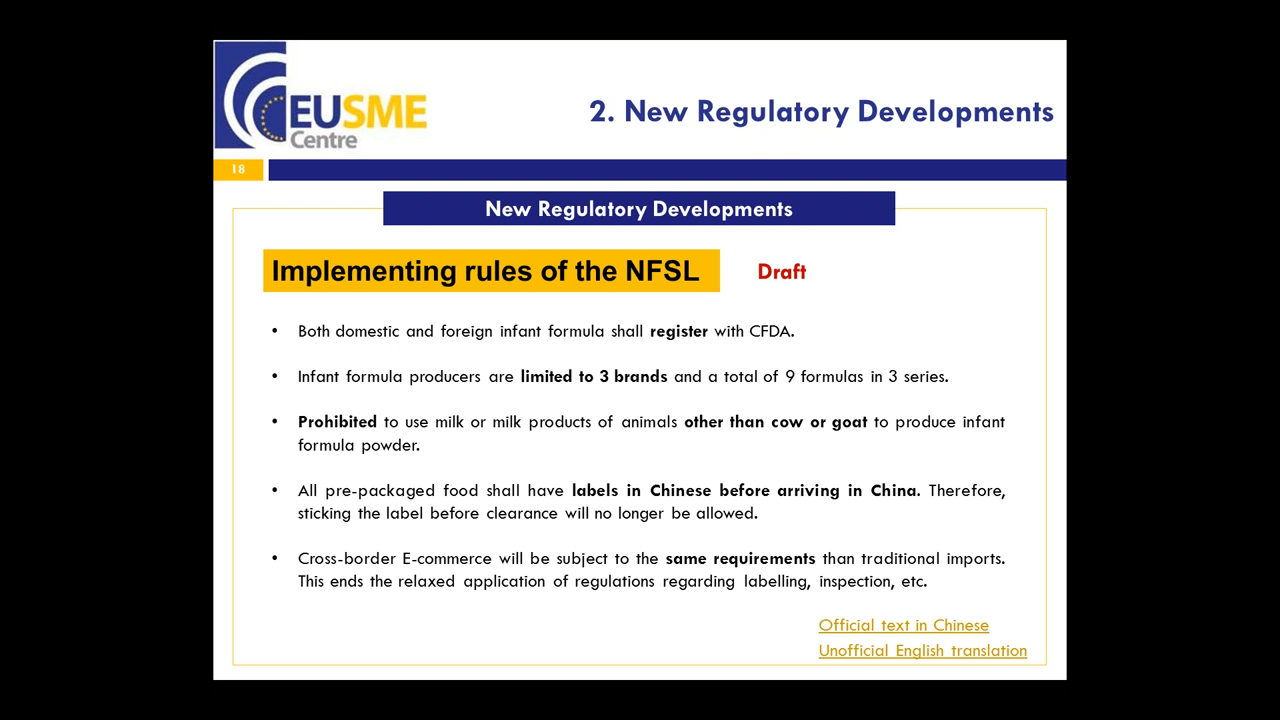 EUSME
Centre
2. New Regulatory Developments
18
New Regulatory Developments
Implementing rules of the NFSL
Draft
• Both domestic and foreign infant formula shall register with CFDA.
• Infant formula producers are limited to 3 brands and a total of 9 formulas in 3 series.
• Prohibited to use milk or milk products of animals other than cow or goat to produce infant
formula powder.
• All pre-packaged food shall have labels in Chinese before arriving in China. Therefore,
sticking the label before clearance will no longer be allowed.
• Cross-border E-commerce will be subject to the same requirements than traditional imports.
This ends the relaxed application of regulations regarding labelling, inspection, etc.
Official text in Chinese
Unofficial English translation